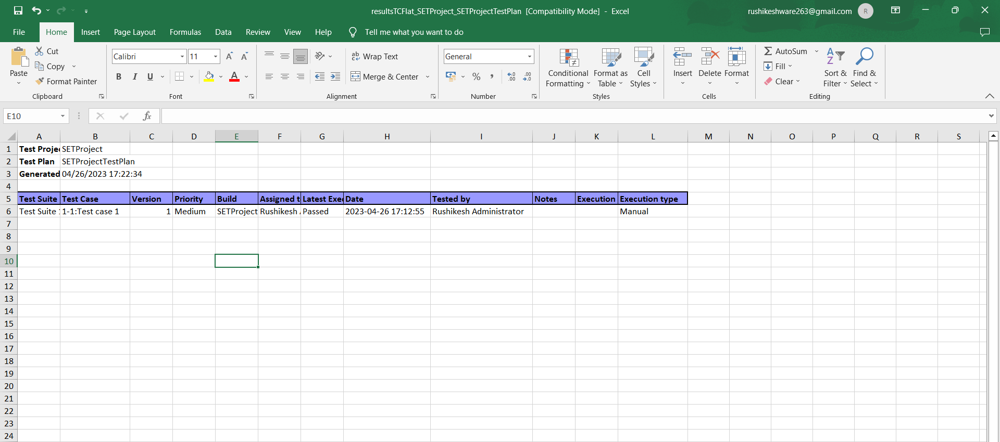 resultsTCFlat_SETProject_SETProjectTestPlan [Compatibility Mode] - Excel
rushikeshware263@gmail.com R
File Home Insert Page Layout Formulas Data Review View Help Tell me what you want to do
Paste
Cut
Copy
Format Painter
Clipboard
Calibri 11 A A
B I U A
Font
ab Wrap Text
Merge & Center
Alignment
General
% , .00 .00
Number
Conditional Formatting
Format as Table
Cell Styles
Styles
Insert Delete Format
Cells
AutoSum
Fill
Clear
Sort & Filter
Find & Select
Editing
E10 fx
A B C D E F G H I J K L M N O P Q R S
1 Test Projec SETProject
2 Test Plan SETProjectTestPlan
3 Generated 04/26/2023 17:22:34
4
5 Test Suite Test Case Version Priority Build Assigned t Latest Exec Date Tested by Notes Execution Execution type
6 Test Suite 1-1:Test case 1 1 Medium SETProject Rushikesh Passed 2023-04-26 17:12:55 Rushikesh Administrator Manual
7
8
9
10
11
12
13
14
15
16
17
18
19
20
21
22
23
24